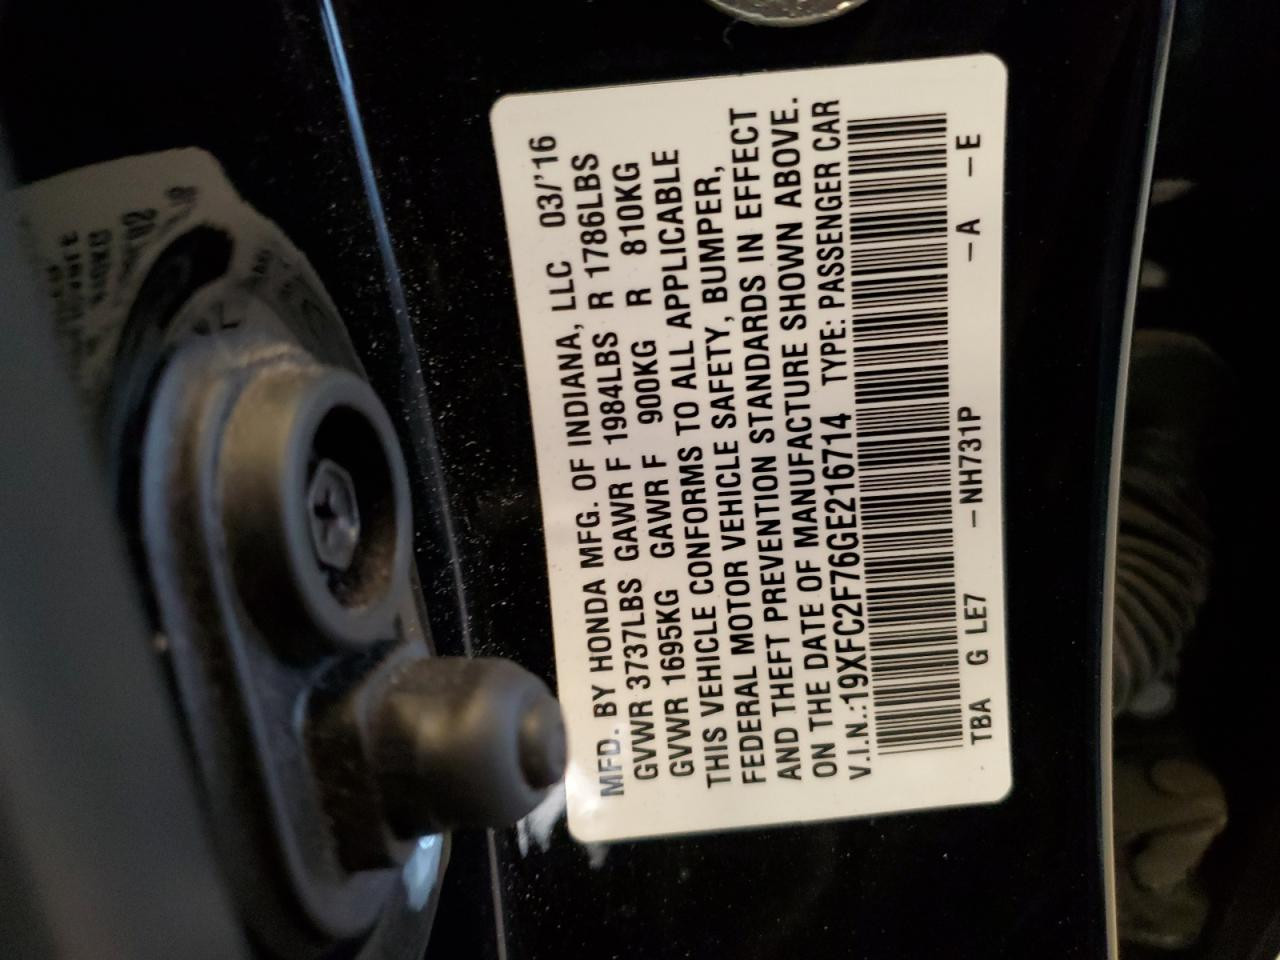 MFD. BY HONDA MFG. OF INDIANA, LLC 03/'16
GVWR 3737LBS GAWR F 1984LBS R 1786LBS
GVWR 1695KG GAWR F 900KG R 810KG
THIS VEHICLE CONFORMS TO ALL APPLICABLE
FEDERAL MOTOR VEHICLE SAFETY, BUMPER,
AND THEFT PREVENTION STANDARDS IN EFFECT
ON THE DATE OF MANUFACTURE SHOWN ABOVE.
V.I.N.:19XFC2F76GE216714 TYPE: PASSENGER CAR
TBA G LE7 -NH731P -A -E